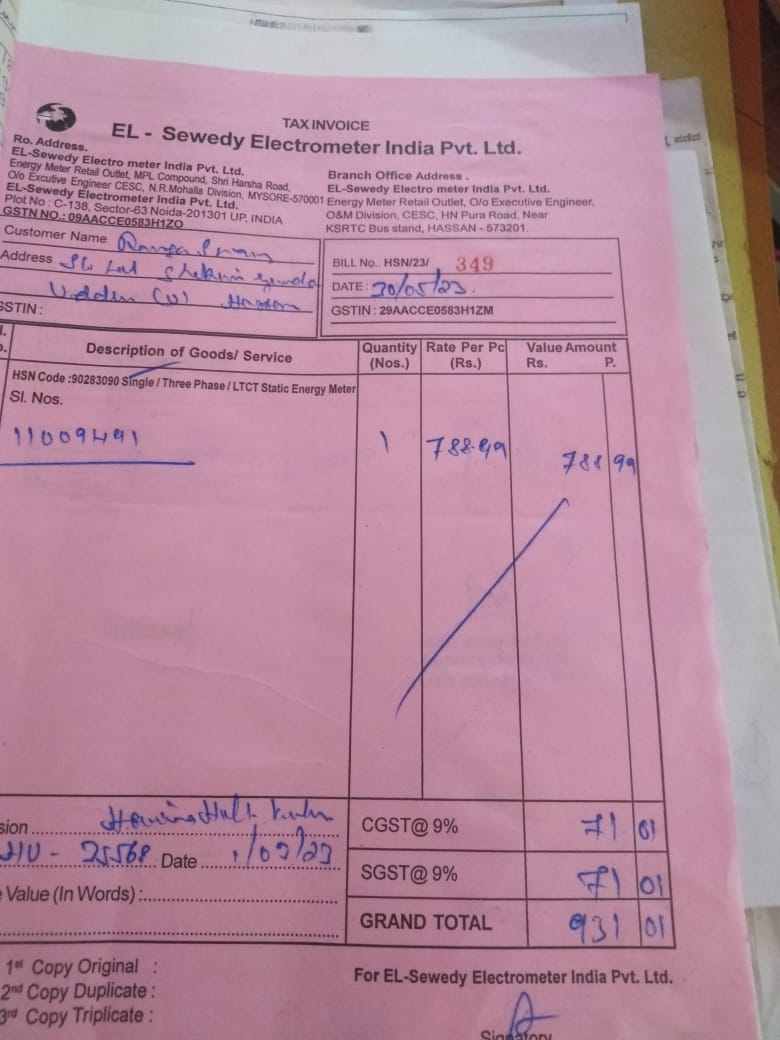 TAX INVOICE
EL - Sewedy Electrometer India Pvt. Ltd.
Ro. Address.
EL-Sewedy Electro meter India Pvt. Ltd.
Energy Meter Retail Outlet, MPL Compound, Shri Harsha Road,
O/o Excutive Engineer CESC, N.R.Mohalla Division, MYSORE-570001
EL-Sewedy Electrometer India Pvt. Ltd.
Plot No : C-138, Sector-63 Noida-201301 UP, INDIA
GSTN NO.: 09AACCE0583H1ZO
Branch Office Address .
EL-Sewedy Electro meter India Pvt. Ltd.
Energy Meter Retail Outlet, O/o Executive Engineer,
O&M Division, CESC, HN Pura Road, Near
KSRTC Bus stand, HASSAN - 573201.
Customer Name
Address
GSTIN :
BILL No.: HSN/23/ 349
DATE : 30/05/23.
GSTIN : 29AACCE0583H1ZM
Description of Goods/ Service Quantity (Nos.) Rate Per Pc (Rs.) Value Amount Rs. P.
HSN Code :90283090 Single / Three Phase / LTCT Static Energy Meter
Sl. Nos.
11009491 1 788.99 788 99
sion
CGST@ 9% 71 01
25568 Date
SGST@ 9% 71 01
Value (In Words) :
GRAND TOTAL 931 01
1st Copy Original :
2nd Copy Duplicate :
3rd Copy Triplicate :
For EL-Sewedy Electrometer India Pvt. Ltd.
Signatory